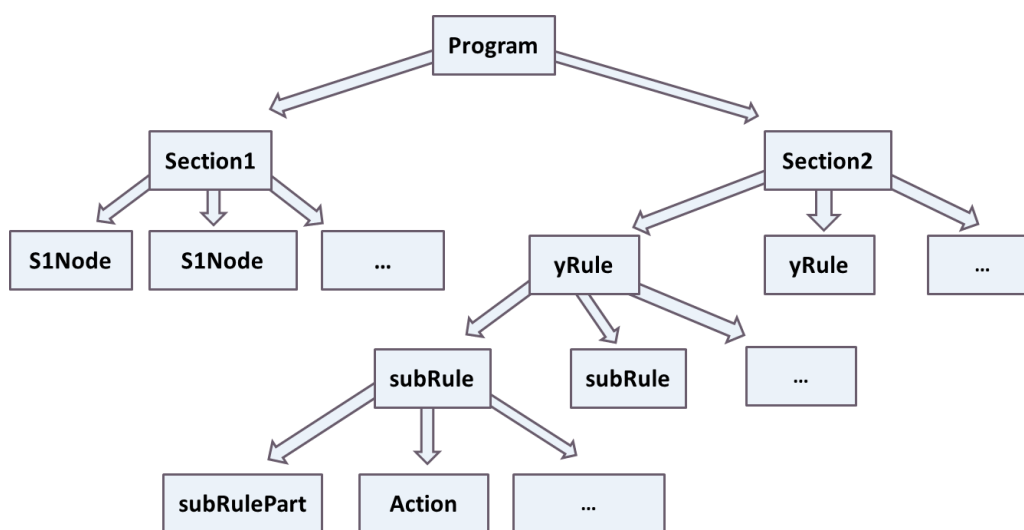 Program
Section1
Section2
S1Node
S1Node
...
yRule
yRule
...
subRule
subRule
...
subRulePart
Action
...